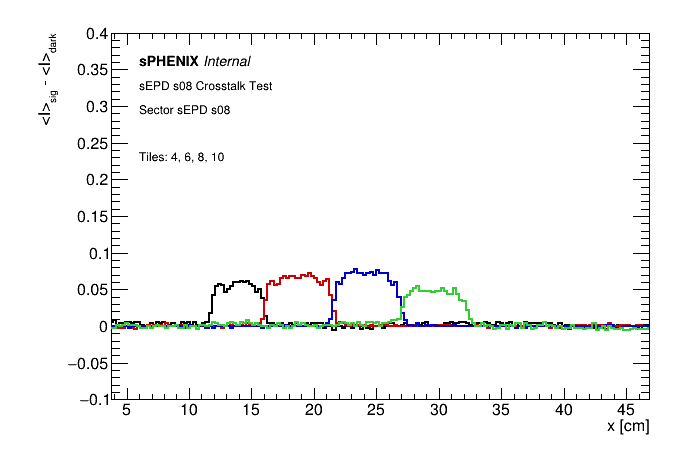 <I>sig - <I>dark
0.4
0.35
0.3
0.25
0.2
0.15
0.1
0.05
0
−0.05
−0.1
sPHENIX Internal
sEPD s08 Crosstalk Test
Sector sEPD s08
Tiles: 4, 6, 8, 10
5 10 15 20 25 30 35 40 45
x [cm]